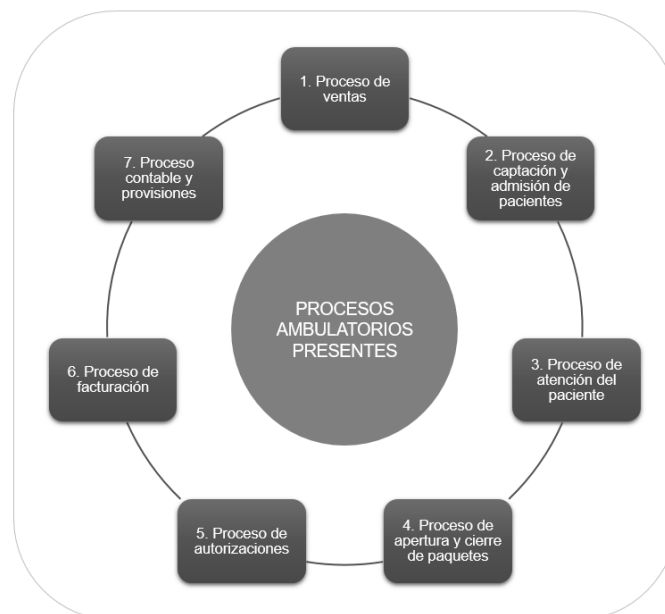 1. Proceso de
ventas
2. Proceso de
captación y
admisión de
pacientes
3. Proceso de
atención del
paciente
4. Proceso de
apertura y cierre
de paquetes
5. Proceso de
autorizaciones
6. Proceso de
facturación
7. Proceso
contable y
provisiones
PROCESOS
AMBULATORIOS
PRESENTES